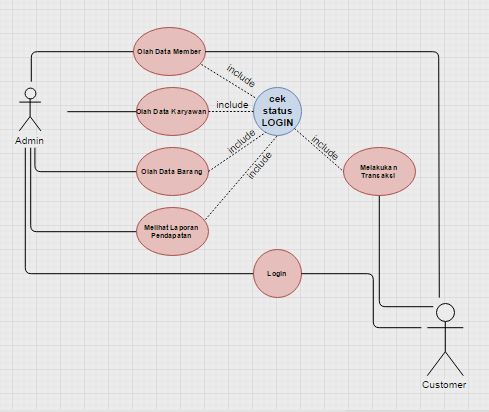 Olah Data Member
include
cek
status
LOGIN
Olah Data Karyawan
include
Admin
include
include
include
Olah Data Barang
Melakukan
Transaksi
Melihat Laporan
Pendapatan
Login
Customer